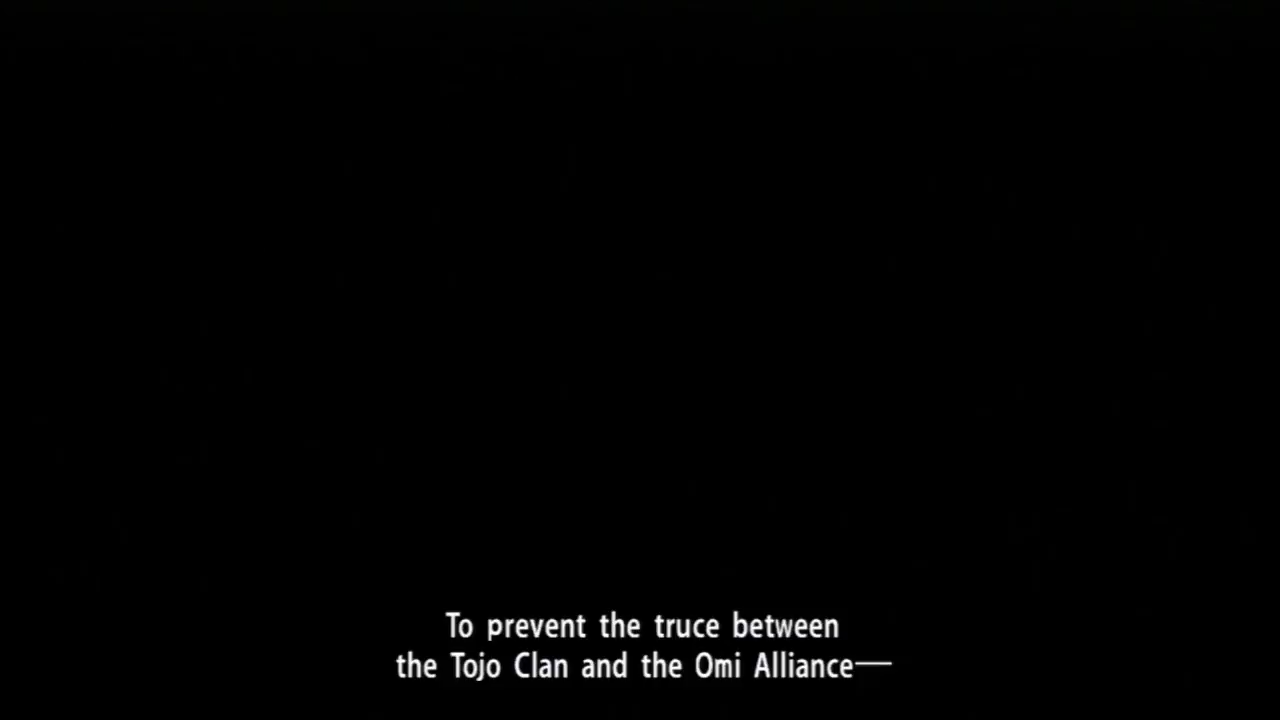 To prevent the truce between
the Tojo Clan and the Omi Alliance—